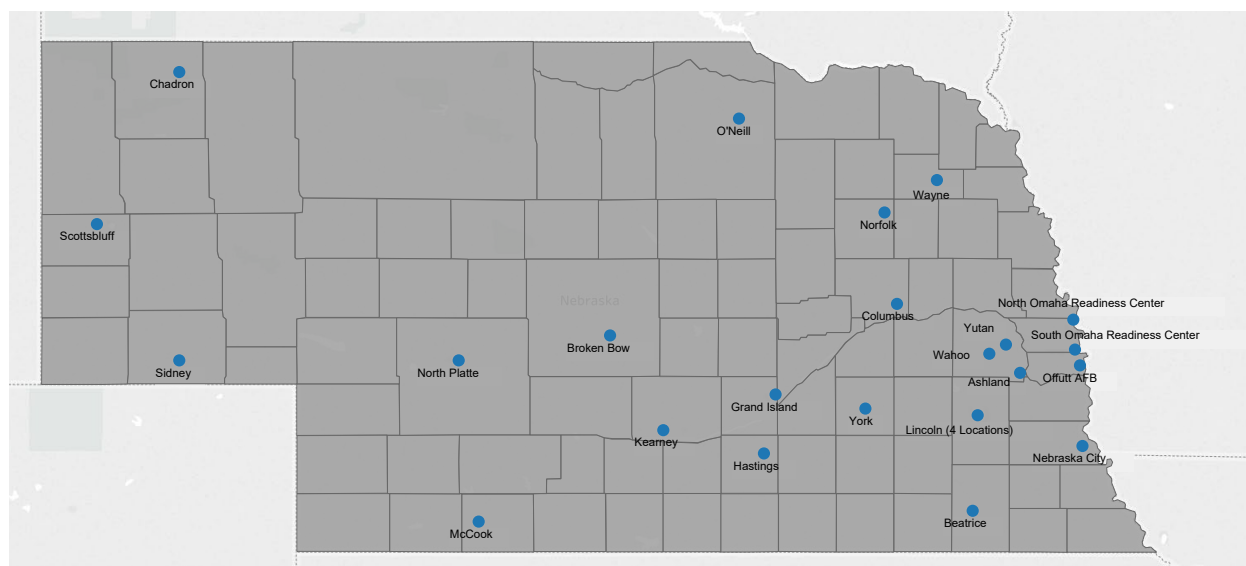 Chadron
O'Neill
Wayne
Norfolk
Scottsbluff
Nebraska
North Omaha Readiness Center
Columbus
Yutan
South Omaha Readiness Center
Broken Bow
Wahoo
Sidney
North Platte
Ashland
Offutt AFB
Grand Island
York
Lincoln (4 Locations)
Kearney
Nebraska City
Hastings
Beatrice
McCook